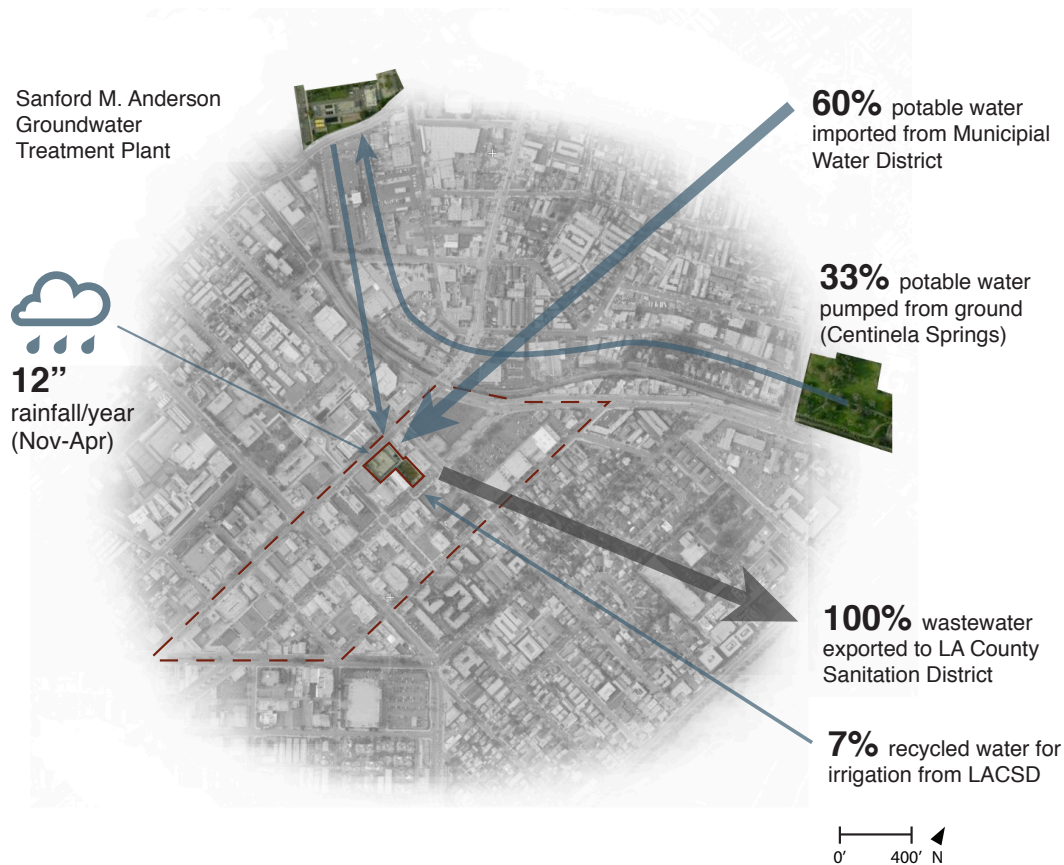 Sanford M. Anderson
Groundwater
Treatment Plant
60% potable water
imported from Municipial
Water District
33% potable water
pumped from ground
(Centinela Springs)
12”
rainfall/year
(Nov-Apr)
100% wastewater
exported to LA County
Sanitation District
7% recycled water for
irrigation from LACSD
0' 400' N